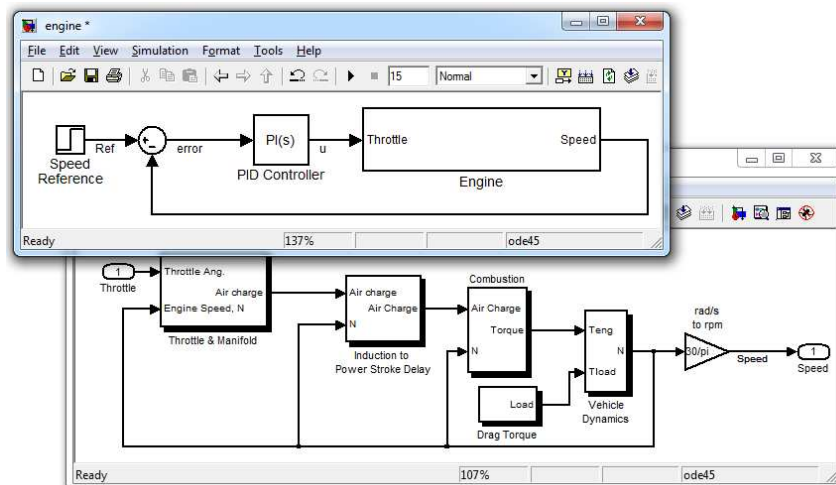 engine *
File Edit View Simulation Format Tools Help
15 Normal
Ref
error
PI(s)
u
Throttle
Speed
Speed
Reference
PID Controller
Engine
Ready 137% ode45
1
Throttle
Throttle Ang.
Air charge
Engine Speed, N
Throttle & Manifold
Air charge
Air Charge
N
Induction to
Power Stroke Delay
Combustion
Air Charge
Torque
N
Load
Drag Torque
Teng
N
Tload
Vehicle
Dynamics
rad/s
to rpm
30/pi
Speed
1
Speed
Ready 107% ode45